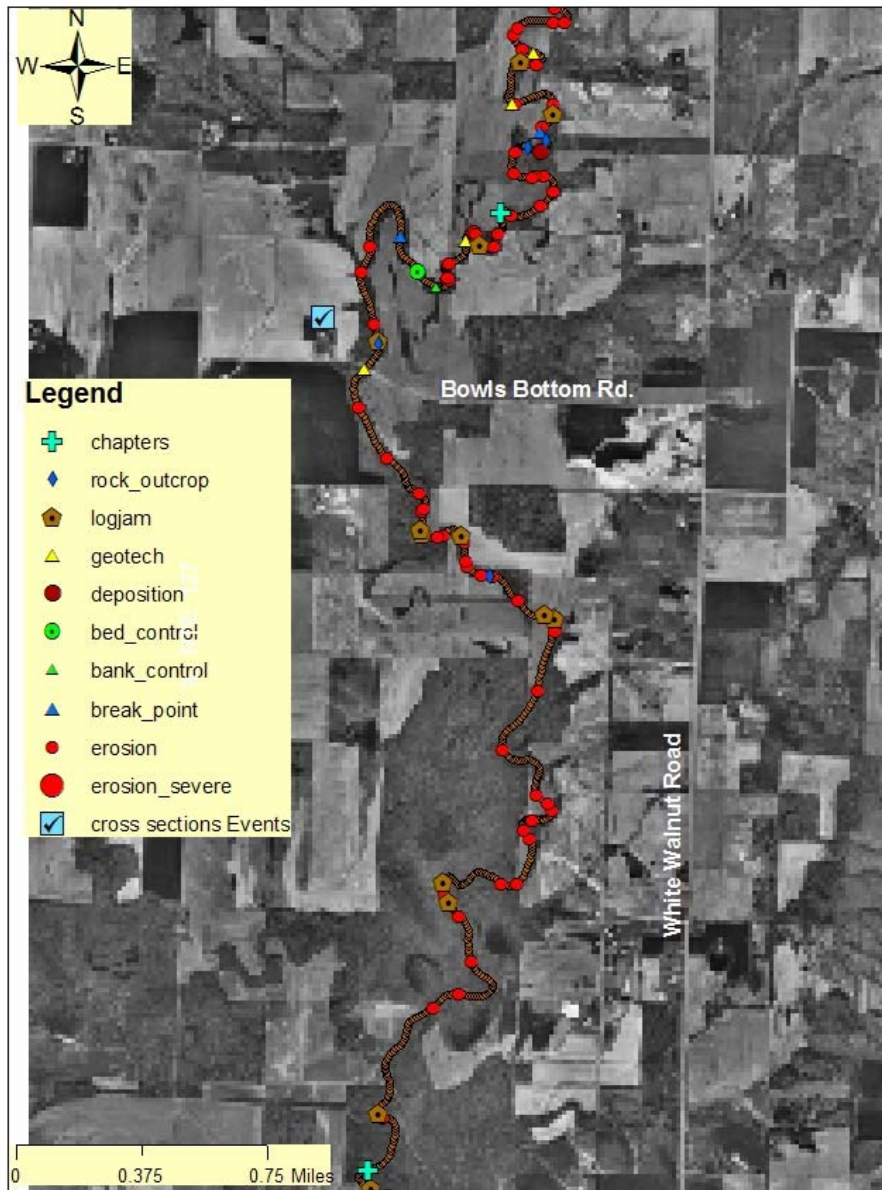 N
W E
S
Bowls Bottom Rd.
Legend
chapters
rock_outcrop
logjam
geotech
deposition
bed_control
bank_control
break_point
erosion
erosion_severe
cross sections Events
White Walnut Road
0 0.375 0.75 Miles